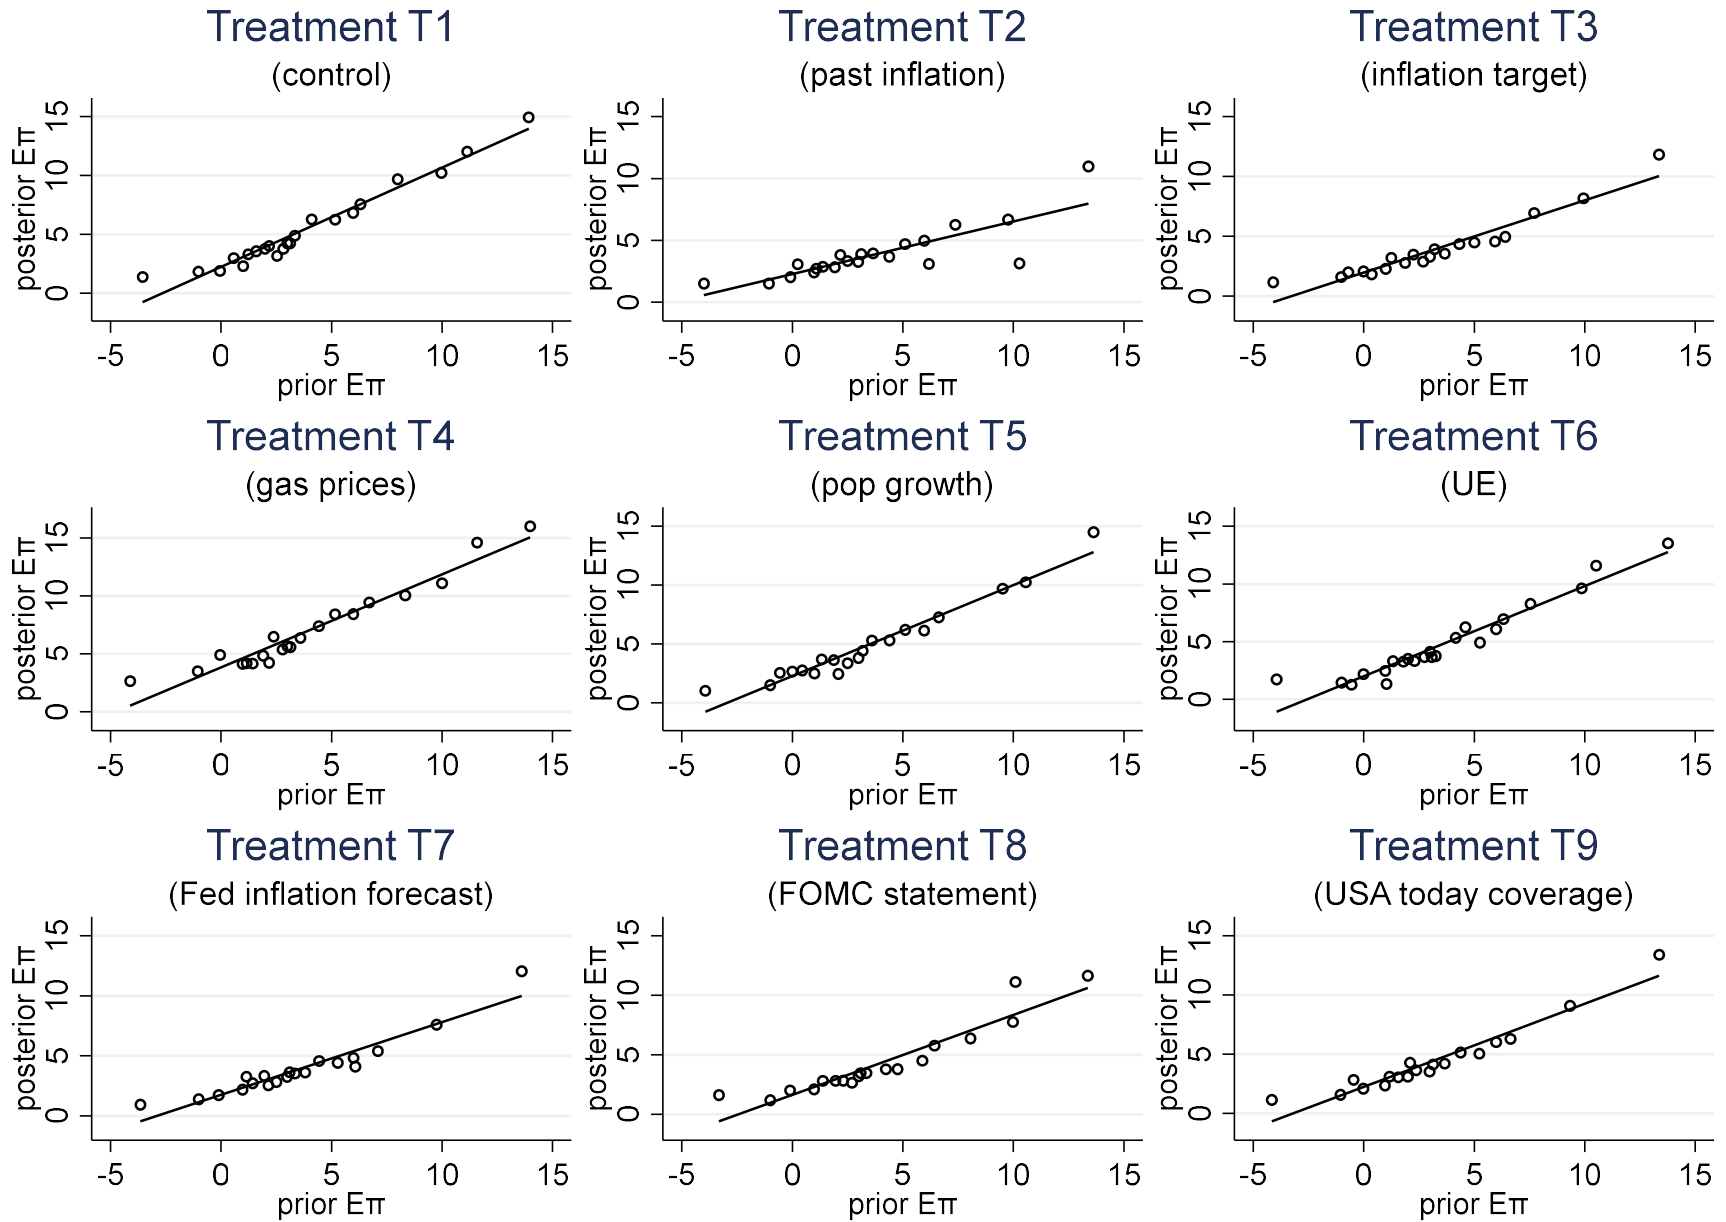 Treatment T1
(control)
posterior Eπ
15
10
5
0
-5 0 5 10 15
prior Eπ
Treatment T2
(past inflation)
posterior Eπ
15
10
5
0
-5 0 5 10 15
prior Eπ
Treatment T3
(inflation target)
posterior Eπ
15
10
5
0
-5 0 5 10 15
prior Eπ
Treatment T4
(gas prices)
posterior Eπ
15
10
5
0
-5 0 5 10 15
prior Eπ
Treatment T5
(pop growth)
posterior Eπ
15
10
5
0
-5 0 5 10 15
prior Eπ
Treatment T6
(UE)
posterior Eπ
15
10
5
0
-5 0 5 10 15
prior Eπ
Treatment T7
(Fed inflation forecast)
posterior Eπ
15
10
5
0
-5 0 5 10 15
prior Eπ
Treatment T8
(FOMC statement)
posterior Eπ
15
10
5
0
-5 0 5 10 15
prior Eπ
Treatment T9
(USA today coverage)
posterior Eπ
15
10
5
0
-5 0 5 10 15
prior Eπ